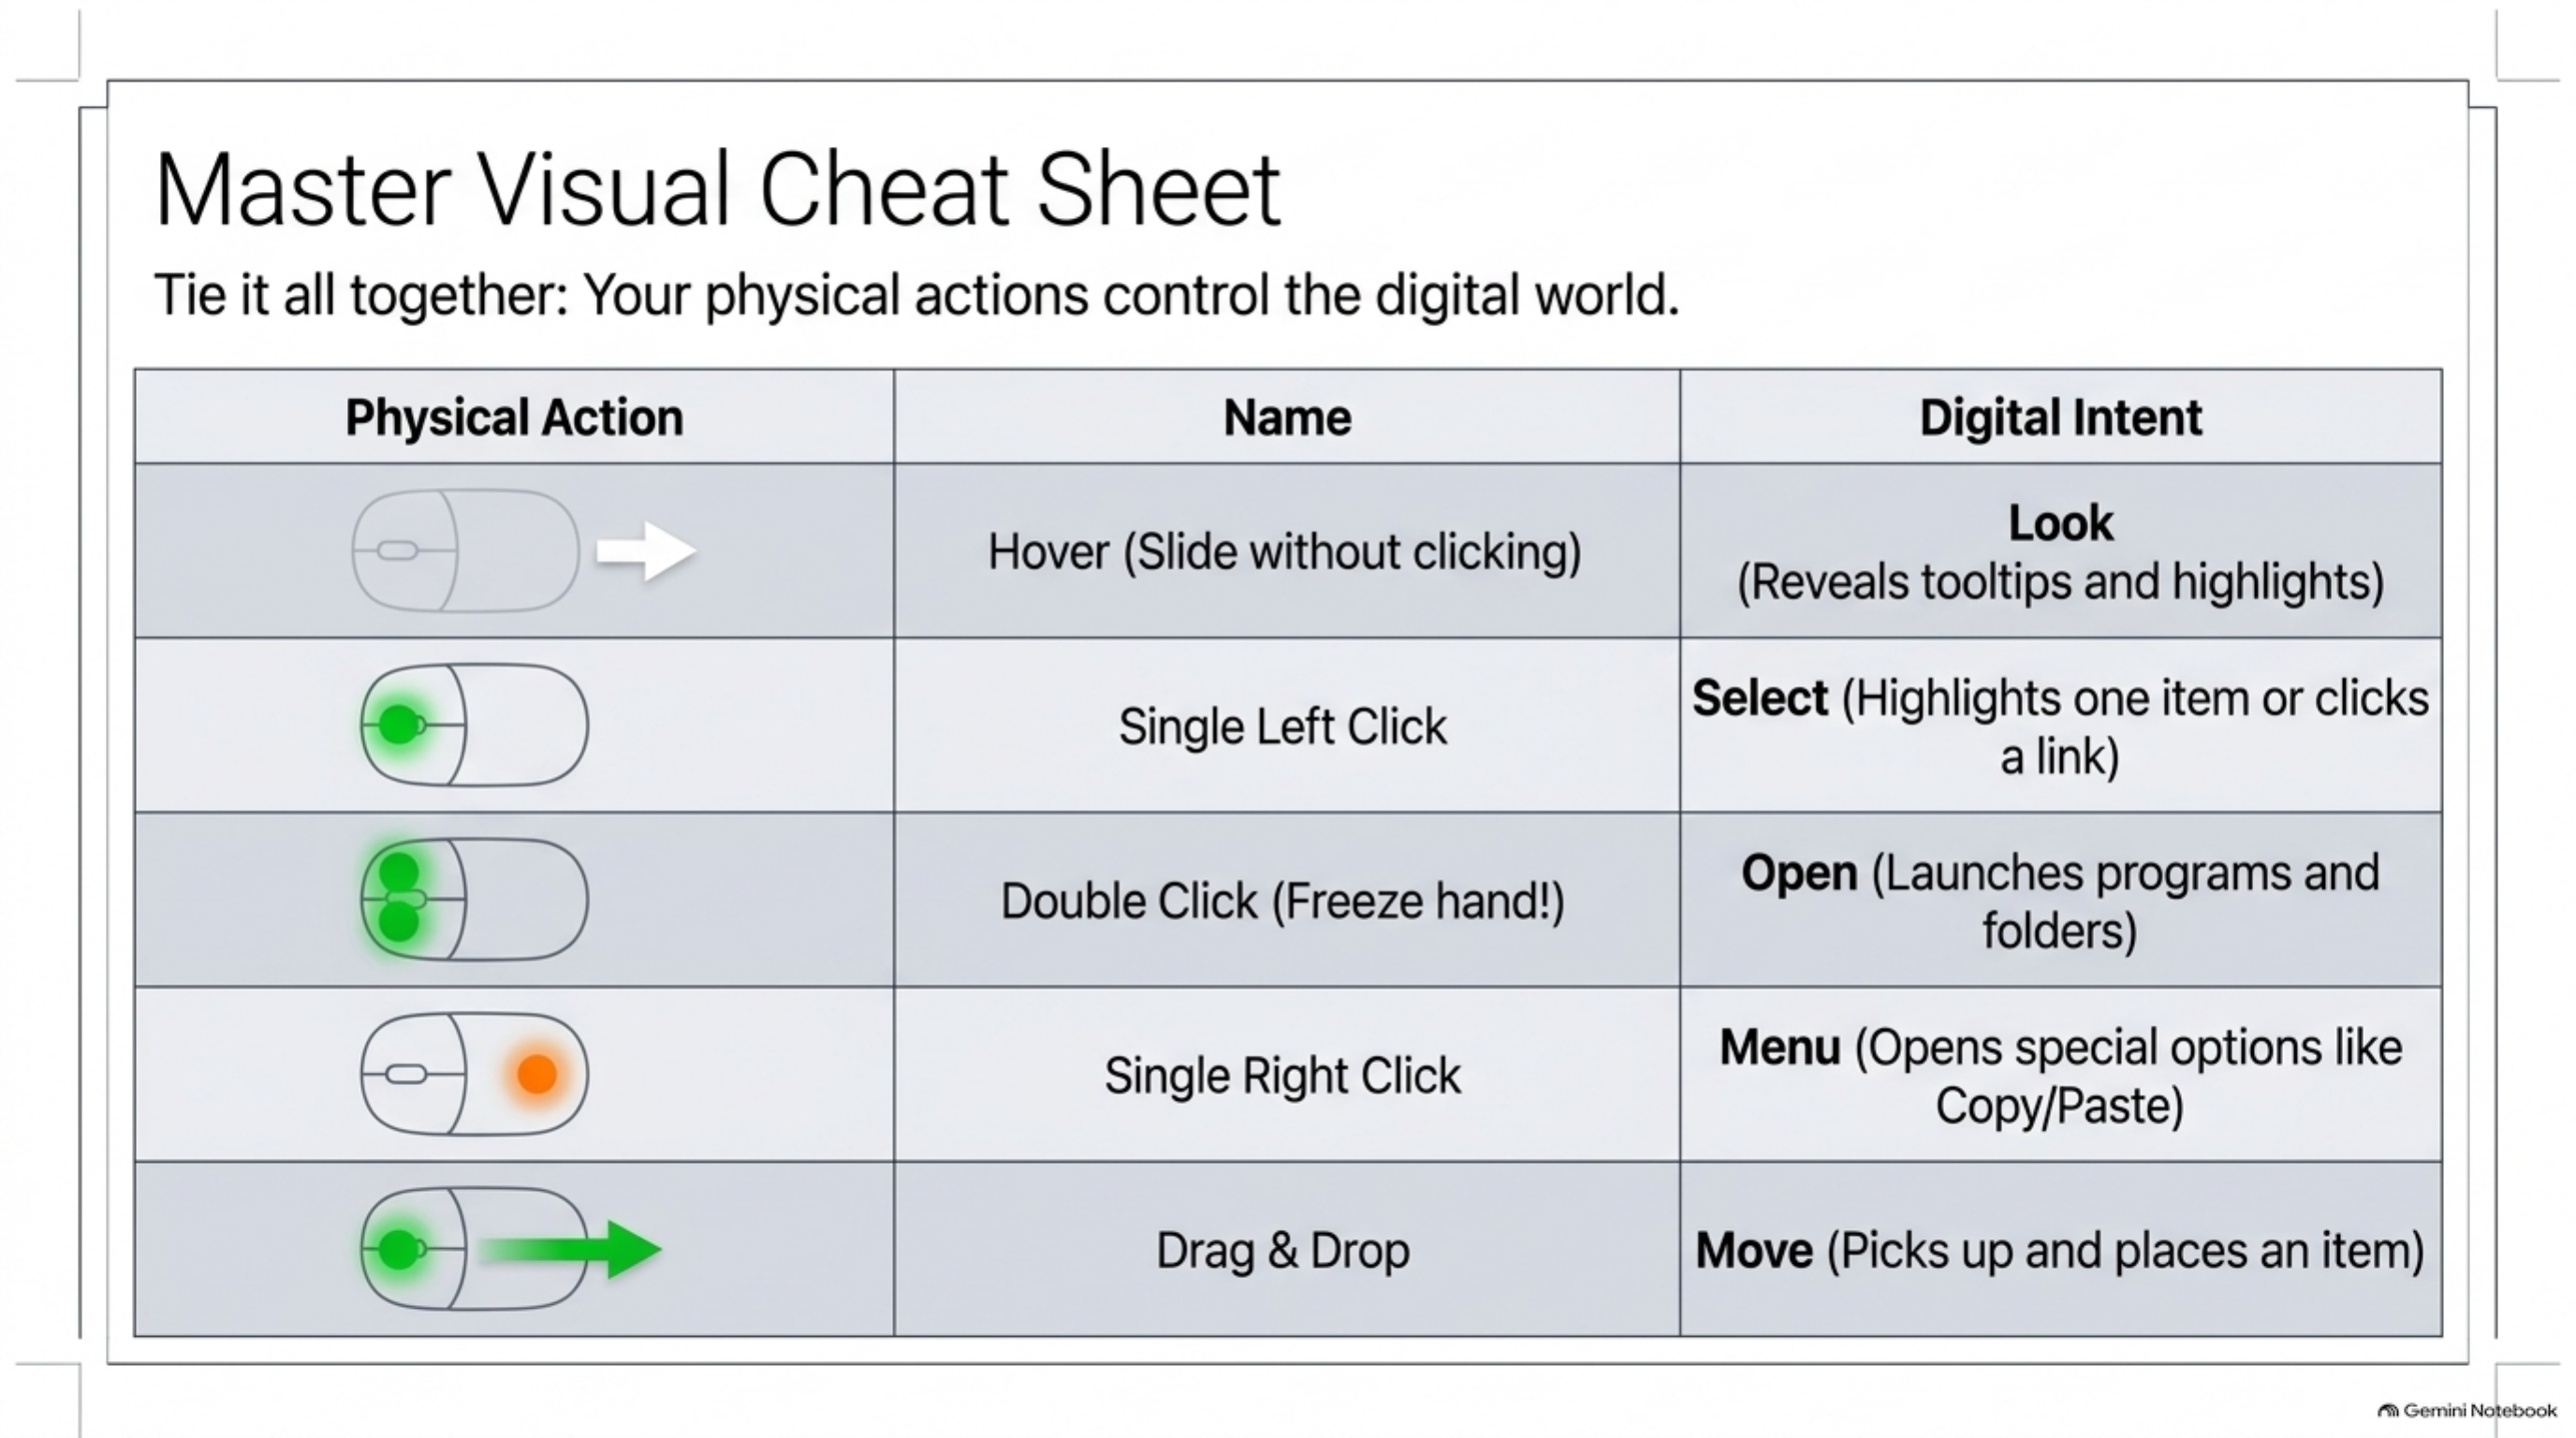 Master Visual Cheat Sheet
Tie it all together: Your physical actions control the digital world.
Physical Action
Name
Digital Intent
Hover (Slide without clicking)
Look
(Reveals tooltips and highlights)
Single Left Click
Select (Highlights one item or clicks
a link)
Double Click (Freeze hand!)
Open (Launches programs and
folders)
Single Right Click
Menu (Opens special options like
Copy/Paste)
Drag & Drop
Move (Picks up and places an item)
Gemini Notebook